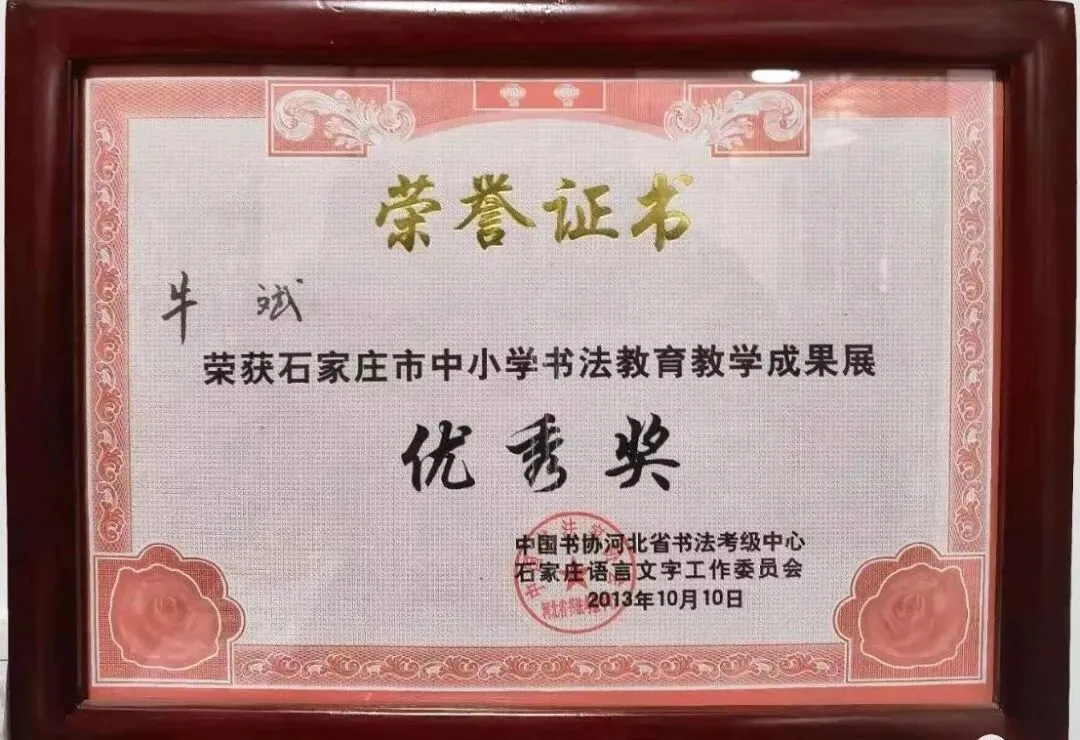 荣誉证书
牛斌
荣获石家庄市中小学书法教育教学成果展
优秀奖
中国书协河北省书法考级中心
石家庄语言文字工作委员会
2013年10月10日